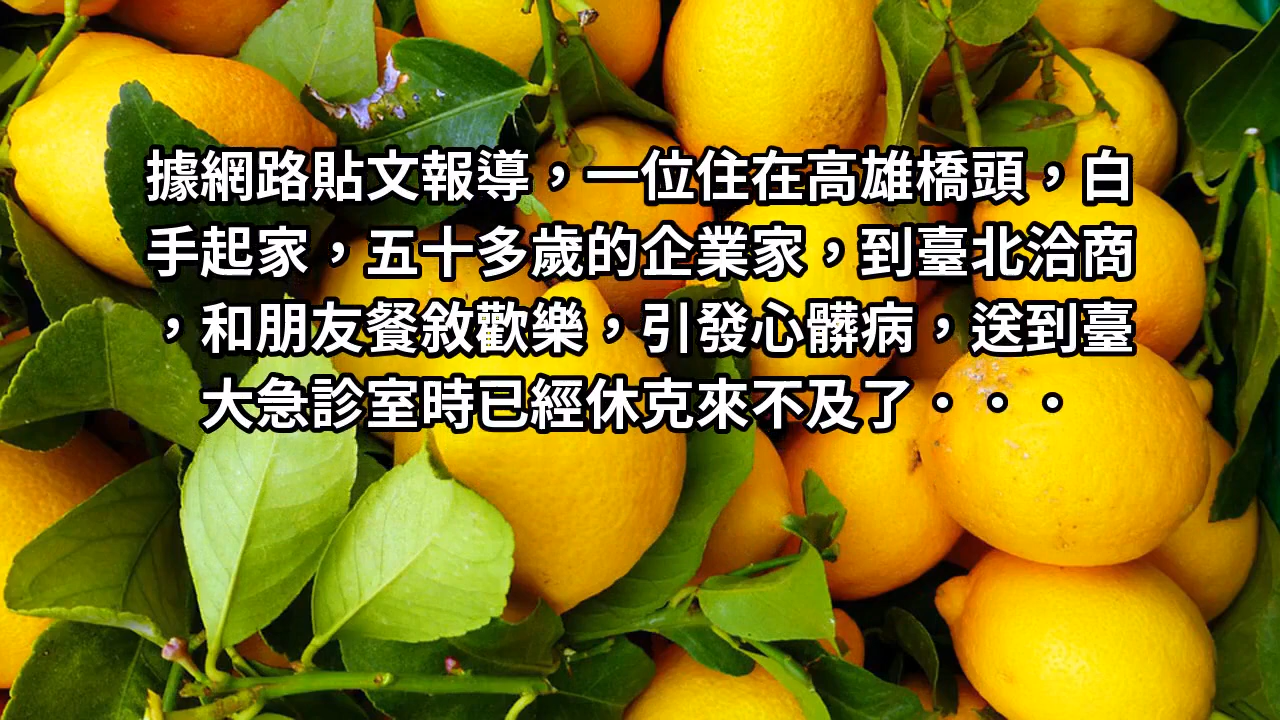 據網路貼文報導，一位住在高雄橋頭，白
手起家，五十多歲的企業家，到臺北洽商
，和朋友餐敘歡樂，引發心髒病，送到臺
大急診室時已經休克來不及了・・・